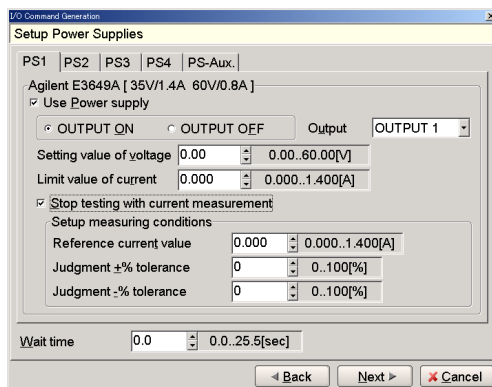 I/O Command Generation
Setup Power Supplies
PS1 PS2 PS3 PS4 PS-Aux.
Agilent E3649A [ 35V/1.4A 60V/0.8A ]
Use Power supply
OUTPUT ON OUTPUT OFF Output OUTPUT 1
Setting value of voltage 0.00 0.00..60.00[V]
Limit value of current 0.000 0.000..1.400[A]
Stop testing with current measurement
Setup measuring conditions
Reference current value 0.000 0.000..1.400[A]
Judgment +% tolerance 0 0..100[%]
Judgment -% tolerance 0 0..100[%]
Wait time 0.0 0.0..25.5[sec]
Back Next Cancel